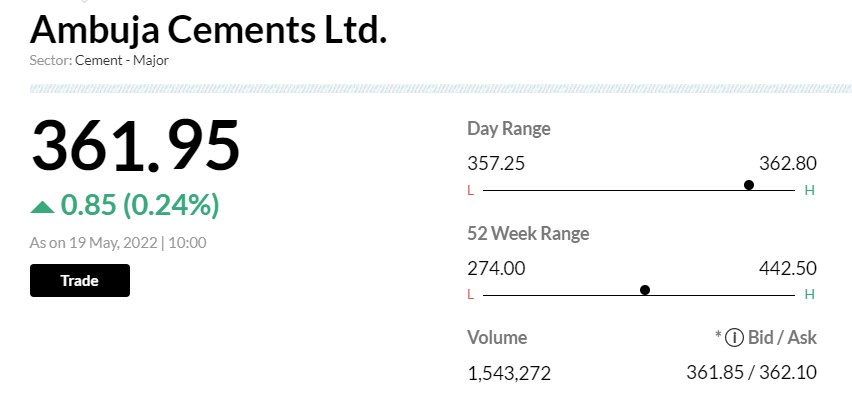 Ambuja Cements Ltd.
Sector: Cement - Major
361.95
0.85 (0.24%)
As on 19 May, 2022 | 10:00
Trade
Day Range
357.25 362.80
L H
52 Week Range
274.00 442.50
L H
Volume * i Bid / Ask
1,543,272 361.85 / 362.10